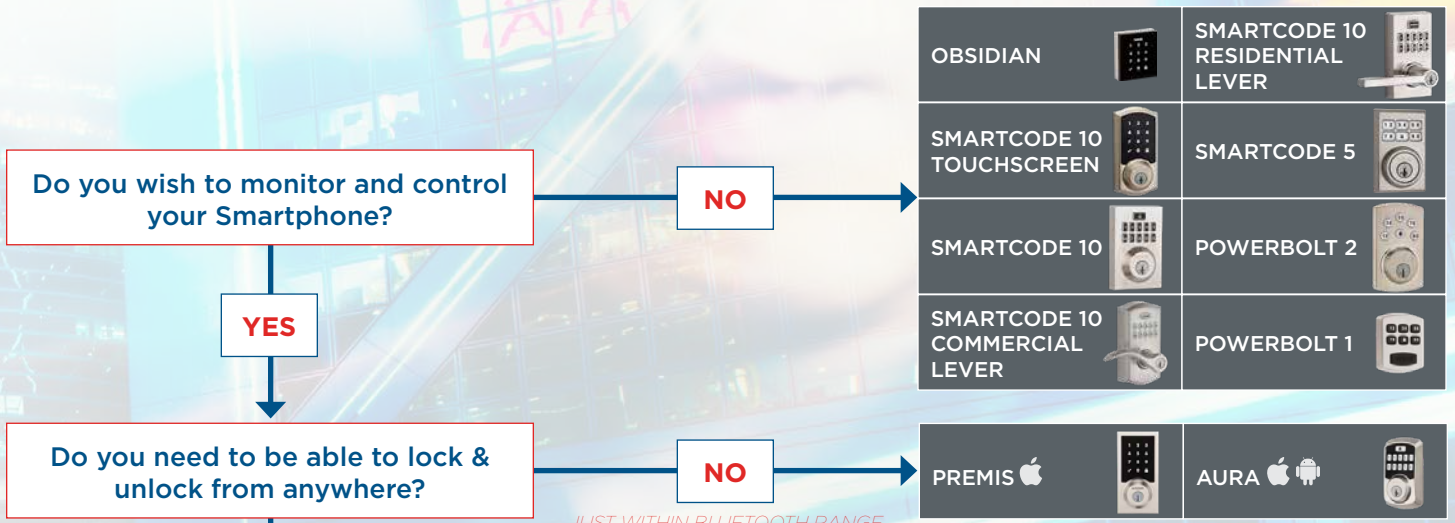 Do you wish to monitor and control
your Smartphone?
NO
YES
OBSIDIAN
SMARTCODE 10
RESIDENTIAL
LEVER
SMARTCODE 10
TOUCHSCREEN
SMARTCODE 5
SMARTCODE 10
POWERBOLT 2
SMARTCODE 10
COMMERCIAL
LEVER
POWERBOLT 1
Do you need to be able to lock &
unlock from anywhere?
NO
PREMIS
AURA
JUST WITHIN BLUETOOTH RANGE